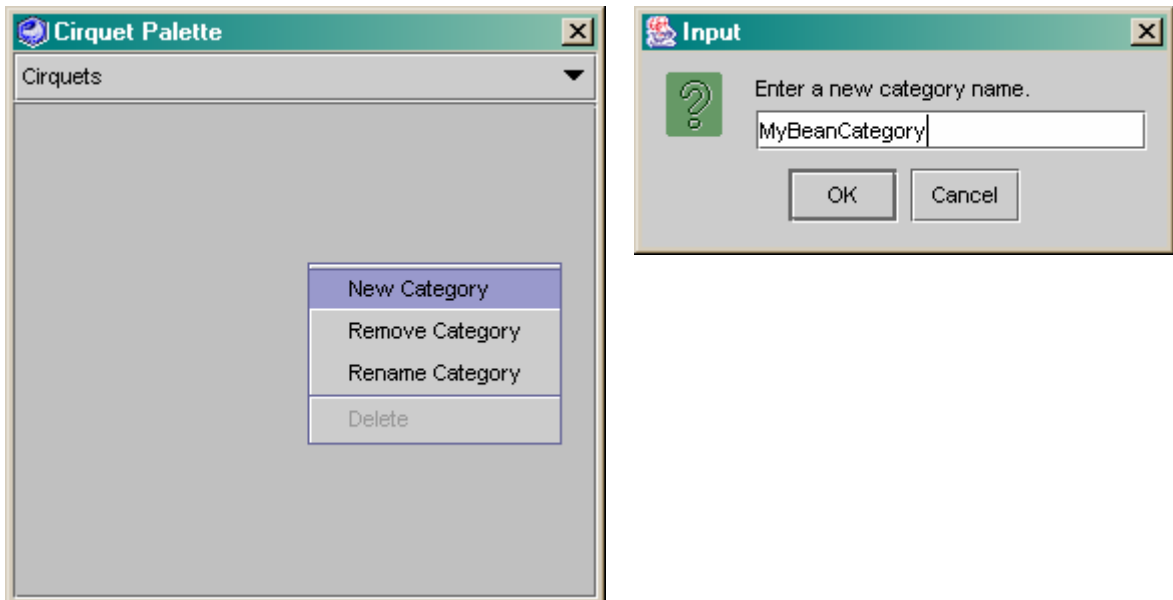 Cirquet Palette
Cirquets
New Category
Remove Category
Rename Category
Delete
Input
Enter a new category name.
MyBeanCategory
OK
Cancel